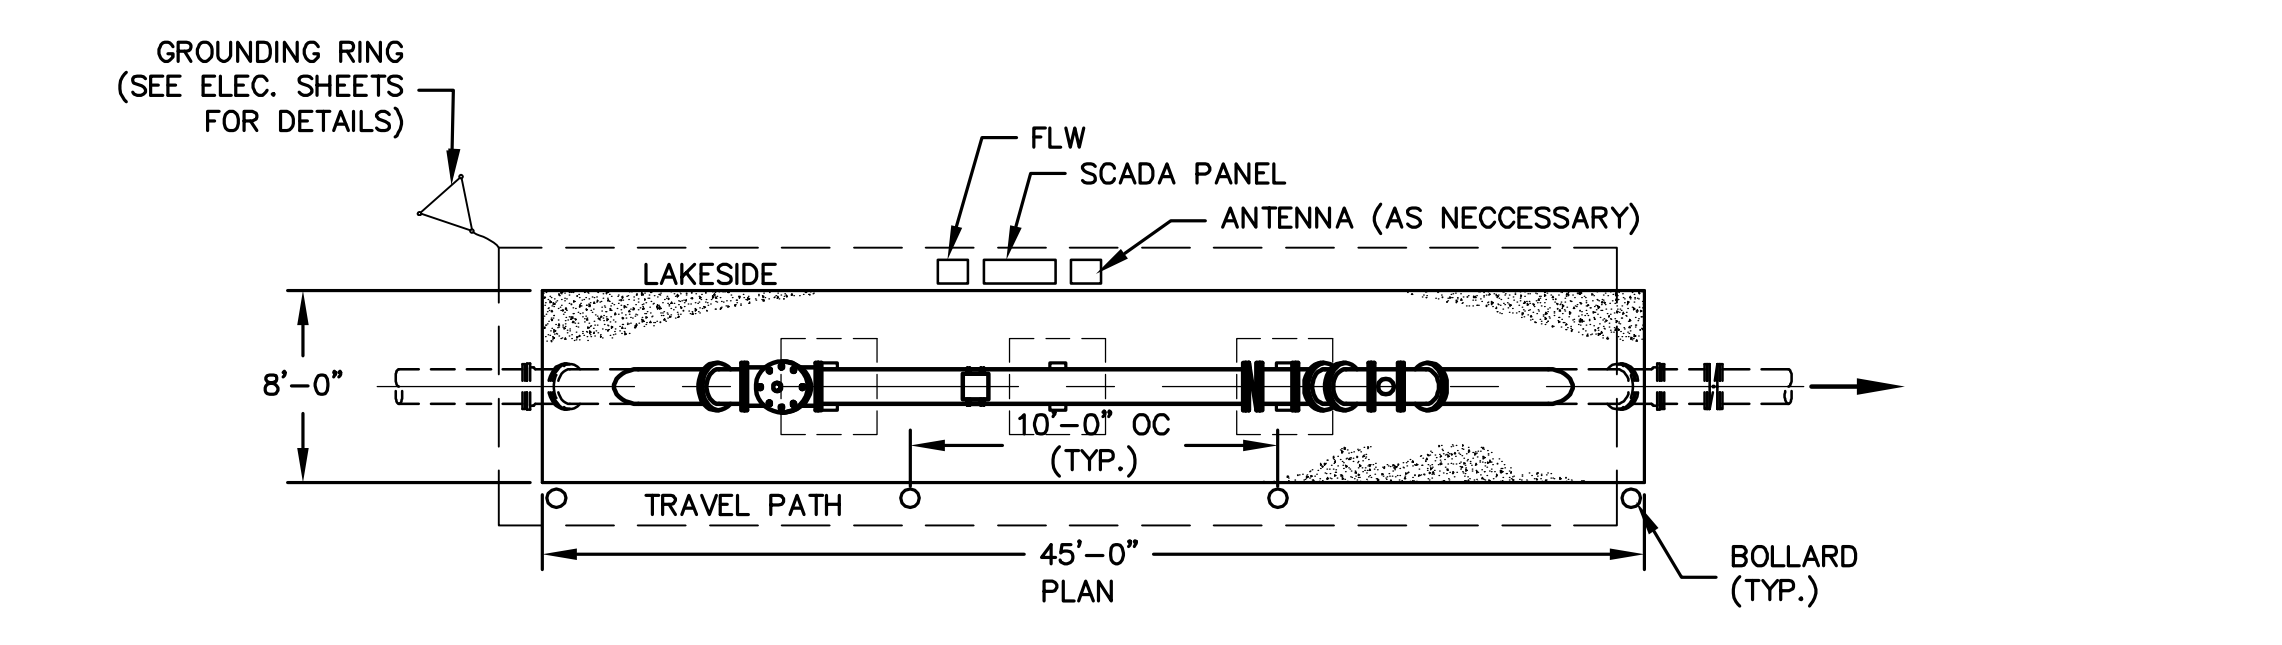 GROUNDING RING
(SEE ELEC. SHEETS
FOR DETAILS)
FLW
SCADA PANEL
ANTENNA (AS NECCESSARY)
LAKESIDE
8'-0"
10'-0" OC
(TYP.)
TRAVEL PATH
45'-0"
PLAN
BOLLARD
(TYP.)